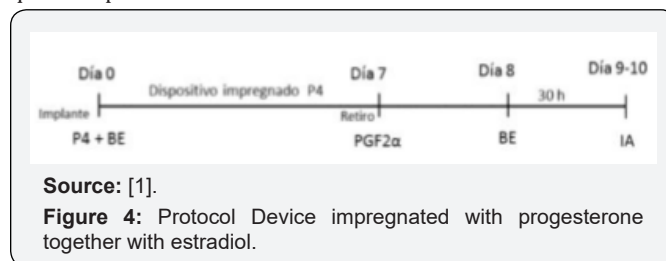 Día 0
Día 7
Día 8
Día 9-10
Dispositivo impregnado P4
30 h
Implante
Retiro
P4 + BE
PGF2α
BE
IA
Source: [1].
Figure 4: Protocol Device impregnated with progesterone
together with estradiol.